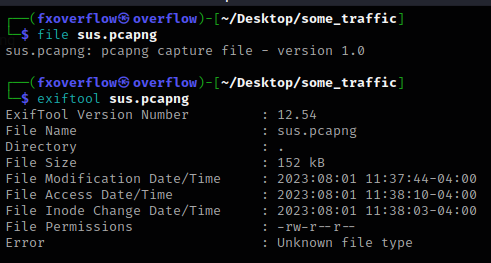 ┌──(fxoverflow㉿overflow)-[~/Desktop/some_traffic]
└─$ file sus.pcapng
sus.pcapng: pcapng capture file - version 1.0
┌──(fxoverflow㉿overflow)-[~/Desktop/some_traffic]
└─$ exiftool sus.pcapng
ExifTool Version Number         : 12.54
File Name                       : sus.pcapng
Directory                       : .
File Size                       : 152 kB
File Modification Date/Time     : 2023:08:01 11:37:44-04:00
File Access Date/Time           : 2023:08:01 11:38:10-04:00
File Inode Change Date/Time     : 2023:08:01 11:38:03-04:00
File Permissions                : -rw-r--r--
Error                           : Unknown file type